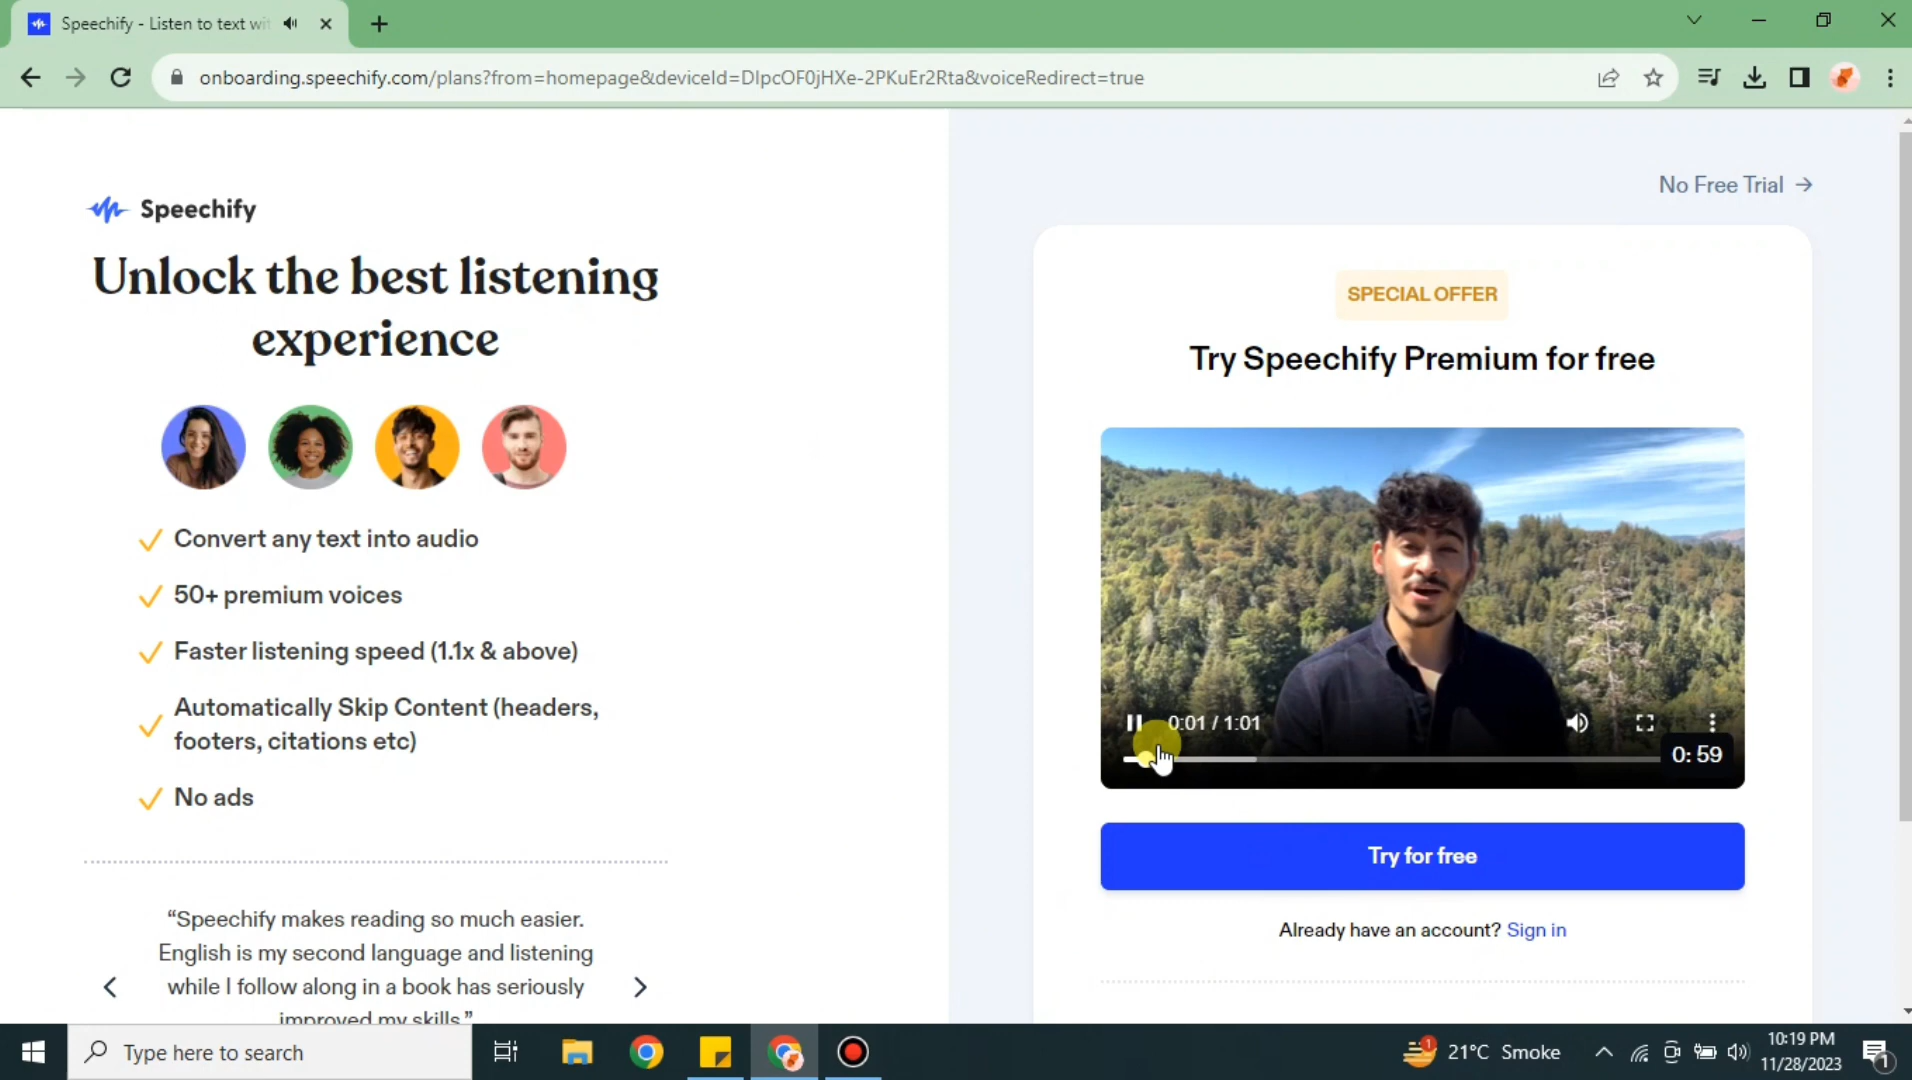 Speechify - Listen to text wit
onboarding.speechify.com/plans?from=homepage&deviceId=DIpcOF0jHXe-2PKuEr2Rta&voiceRedirect=true
Speechify
Unlock the best listening
experience
Convert any text into audio
50+ premium voices
Faster listening speed (1.1x & above)
Automatically Skip Content (headers,
footers, citations etc)
No ads
“Speechify makes reading so much easier.
English is my second language and listening
while I follow along in a book has seriously
improved my skills.”
No Free Trial
SPECIAL OFFER
Try Speechify Premium for free
0:01 / 1:01
0: 59
Try for free
Already have an account? Sign in
Type here to search
1
21°C Smoke
10:19 PM
11/28/2023
1